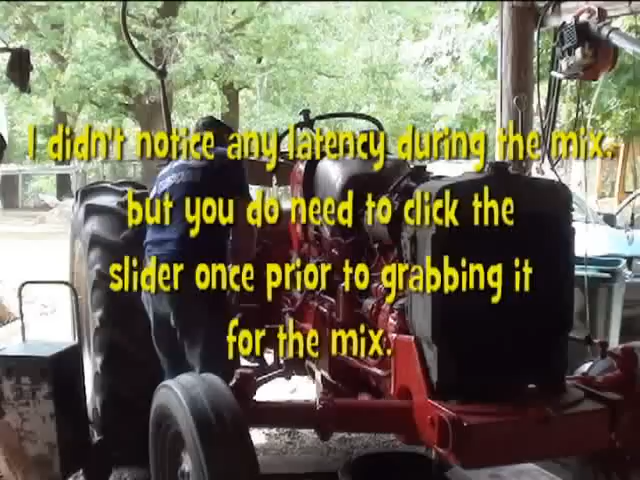 I didn't notice any latency during the mix.
but you do need to click the
slider once prior to grabbing it
for the mix.